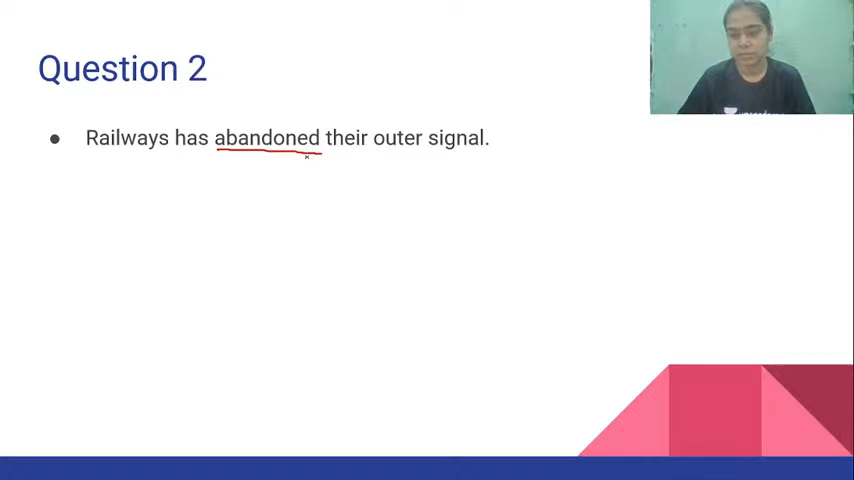 Question 2
● Railways has abandoned their outer signal.